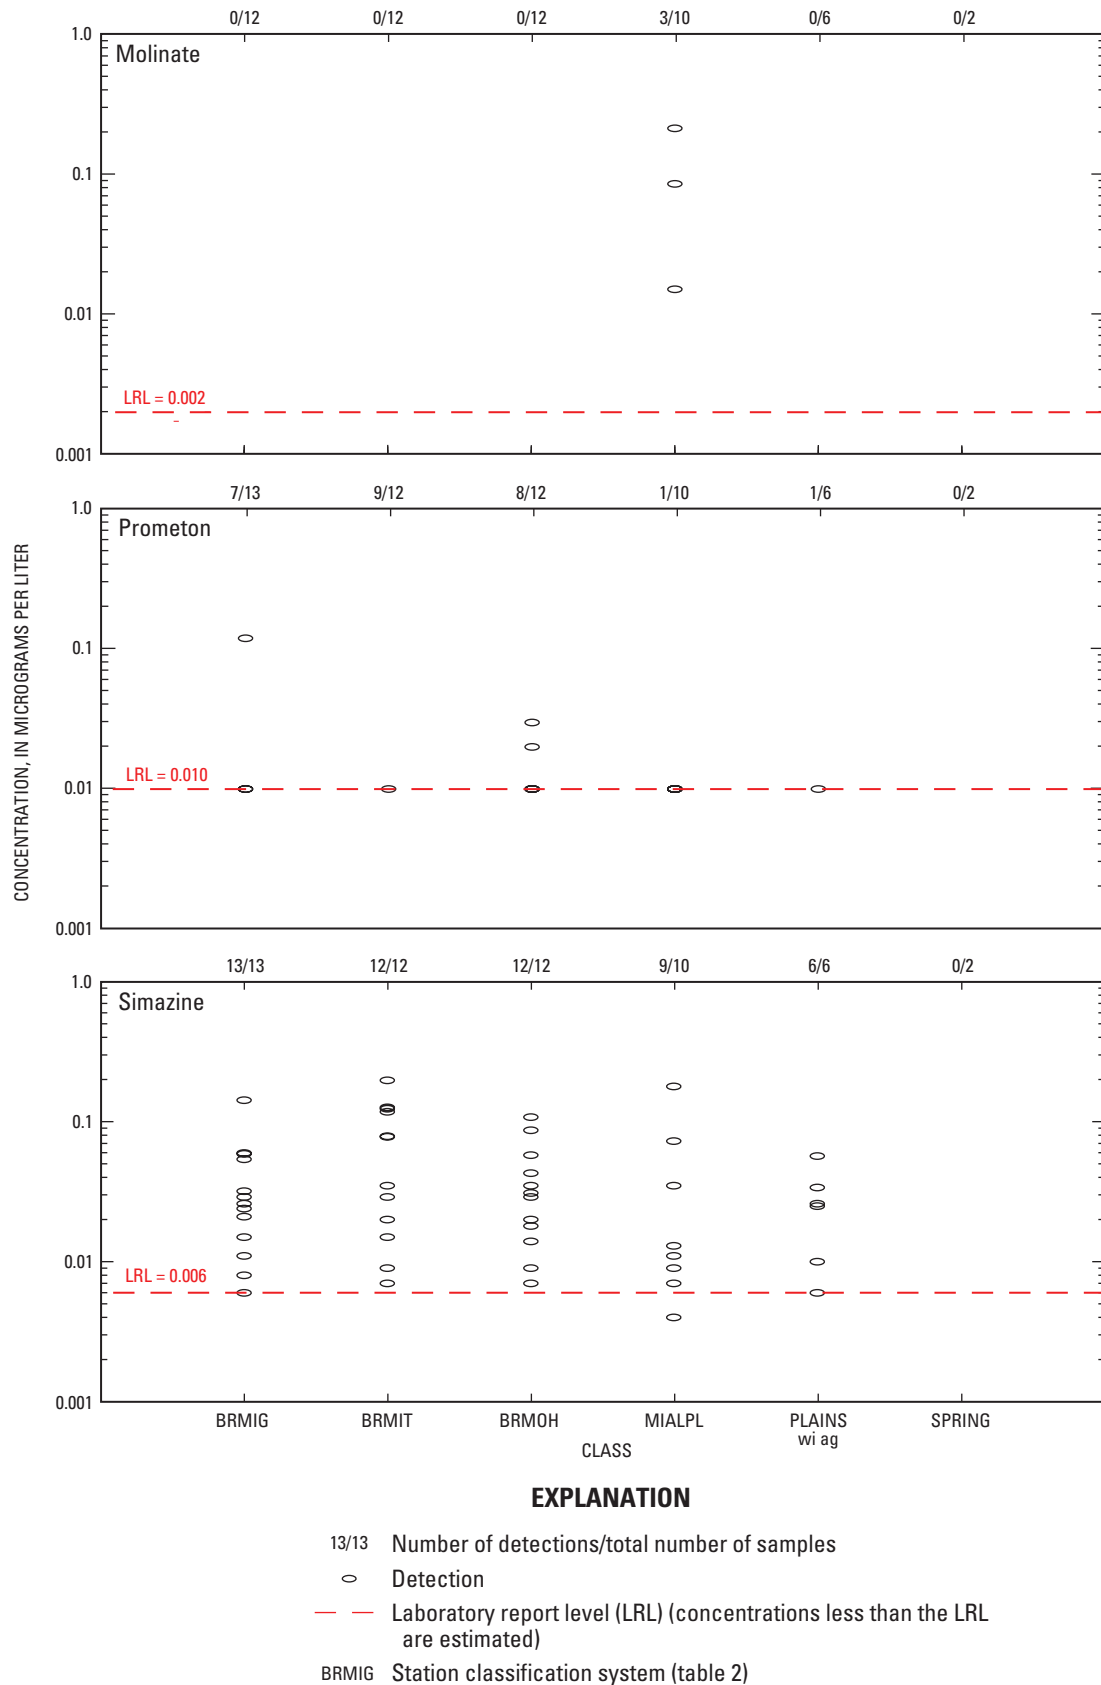 0/12 0/12 0/12 3/10 0/6 0/2
1.0
Molinate
0.1
0.01
LRL = 0.002
0.001
7/13 9/12 8/12 1/10 1/6 0/2
1.0
Prometon
0.1
LRL = 0.010
0.01
0.001
CONCENTRATION, IN MICROGRAMS PER LITER
13/13 12/12 12/12 9/10 6/6 0/2
1.0
Simazine
0.1
0.01
LRL = 0.006
0.001
BRMIG BRMIT BRMOH MIALPL PLAINS SPRING
wi ag
CLASS
EXPLANATION
13/13 Number of detections/total number of samples
Detection
Laboratory report level (LRL) (concentrations less than the LRL
are estimated)
BRMIG Station classification system (table 2)